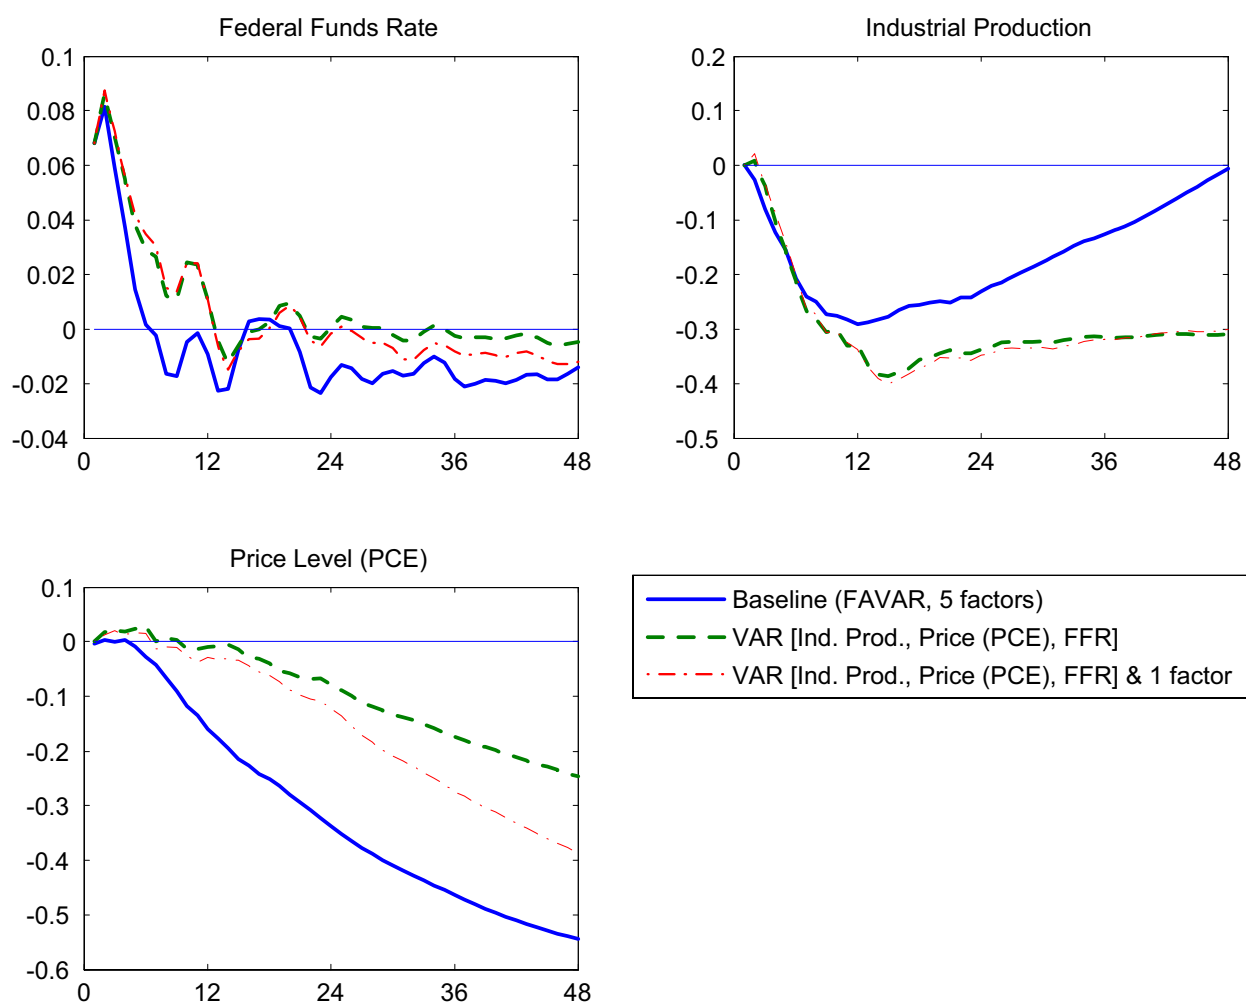 Federal Funds Rate
0.1
0.08
0.06
0.04
0.02
0
-0.02
-0.04
0 12 24 36 48
Industrial Production
0.2
0.1
0
-0.1
-0.2
-0.3
-0.4
-0.5
0 12 24 36 48
Price Level (PCE)
0.1
0
-0.1
-0.2
-0.3
-0.4
-0.5
-0.6
0 12 24 36 48
Baseline (FAVAR, 5 factors)
VAR [Ind. Prod., Price (PCE), FFR]
VAR [Ind. Prod., Price (PCE), FFR] & 1 factor